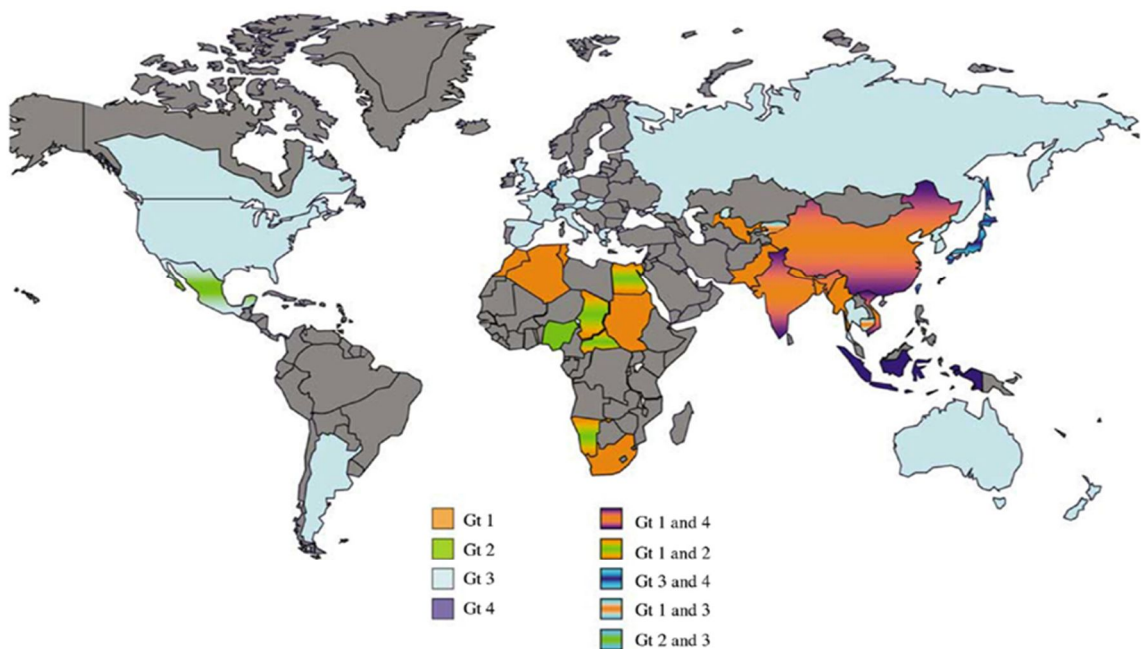 Gt 1
Gt 2
Gt 3
Gt 4
Gt 1 and 4
Gt 1 and 2
Gt 3 and 4
Gt 1 and 3
Gt 2 and 3